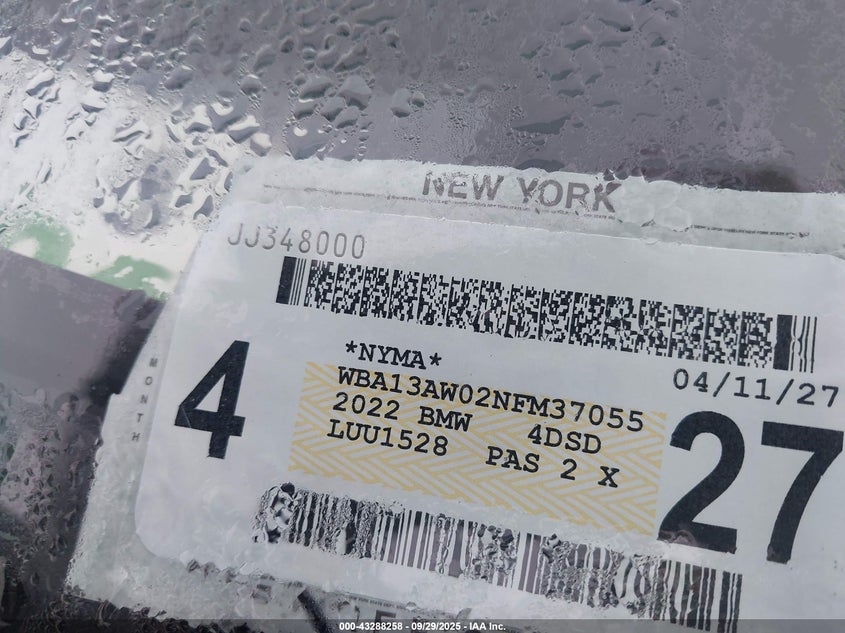 NEW YORK
JJ348000
*NYMA*
04/11/27
WBA13AW02NFM37055
2022 BMW 4DSD
LUU1528 PAS 2 X
4
27
MONTH
000-43288258 - 09/29/2025 - IAA Inc.